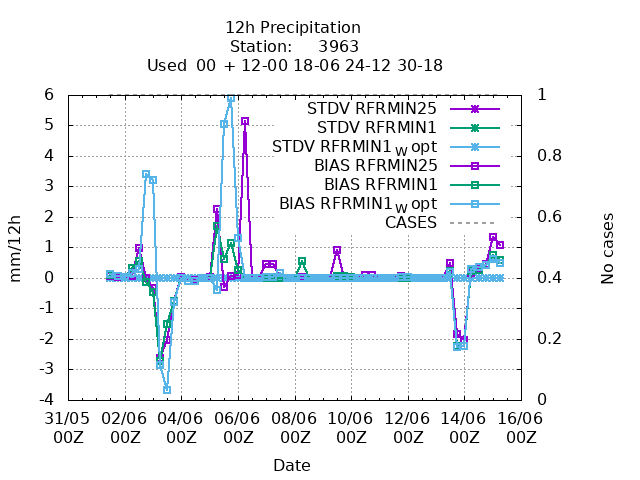 12h Precipitation
Station: 3963
Used 00 + 12-00 18-06 24-12 30-18
STDV RFRMIN25
STDV RFRMIN1
STDV RFRMIN1w opt
BIAS RFRMIN25
BIAS RFRMIN1
BIAS RFRMIN1w opt
CASES
6
5
4
3
2
1
0
-1
-2
-3
-4
mm/12h
1
0.8
0.6
0.4
0.2
0
No cases
31/05 02/06 04/06 06/06 08/06 10/06 12/06 14/06 16/06
00Z 00Z 00Z 00Z 00Z 00Z 00Z 00Z 00Z
Date